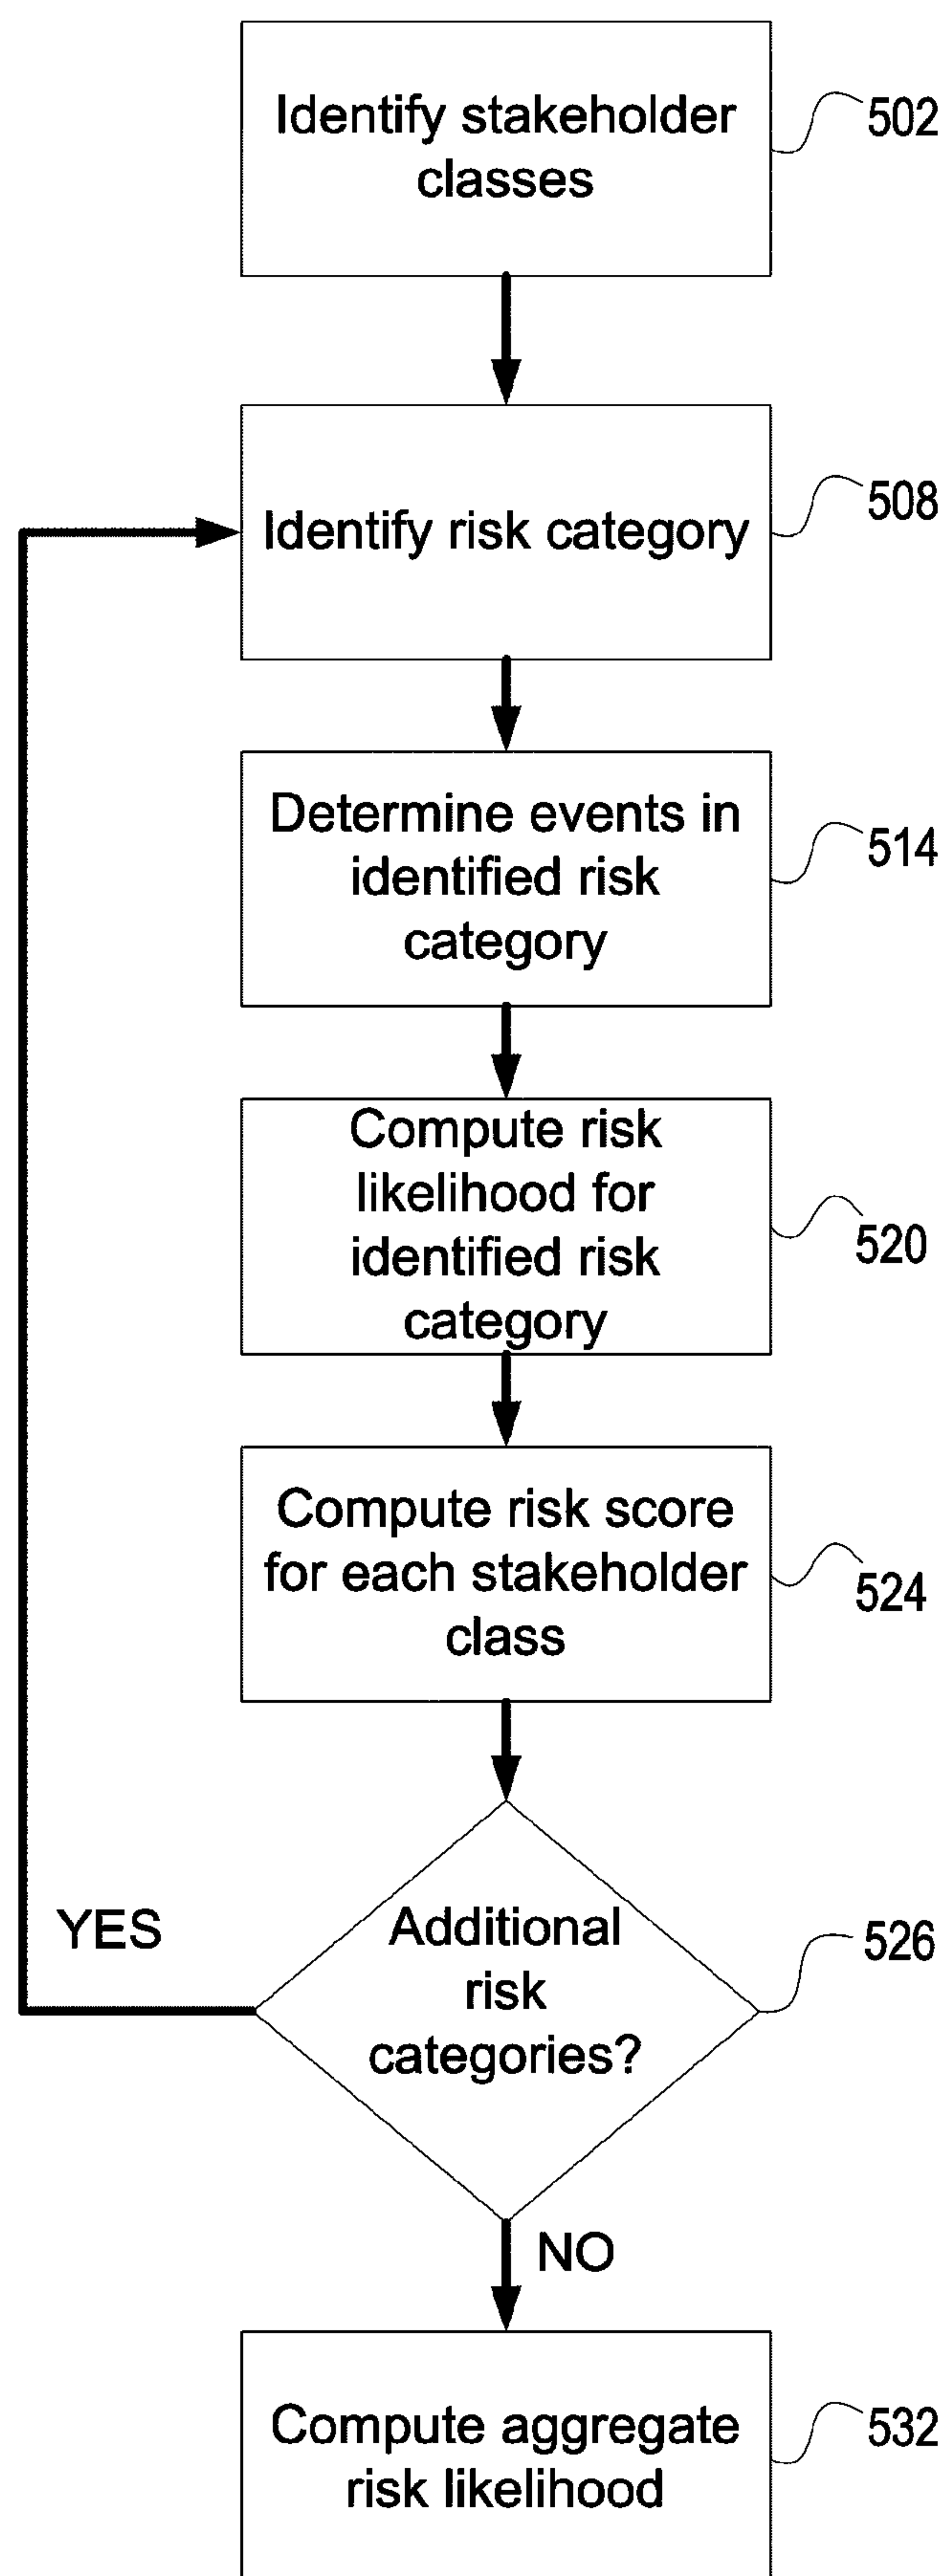 Identify stakeholder
classes
502
Identify risk category
508
Determine events in
identified risk
category
514
Compute risk
likelihood for
identified risk
category
520
Compute risk score
for each stakeholder
class
524
YES
Additional
risk
categories?
526
NO
Compute aggregate
risk likelihood
532